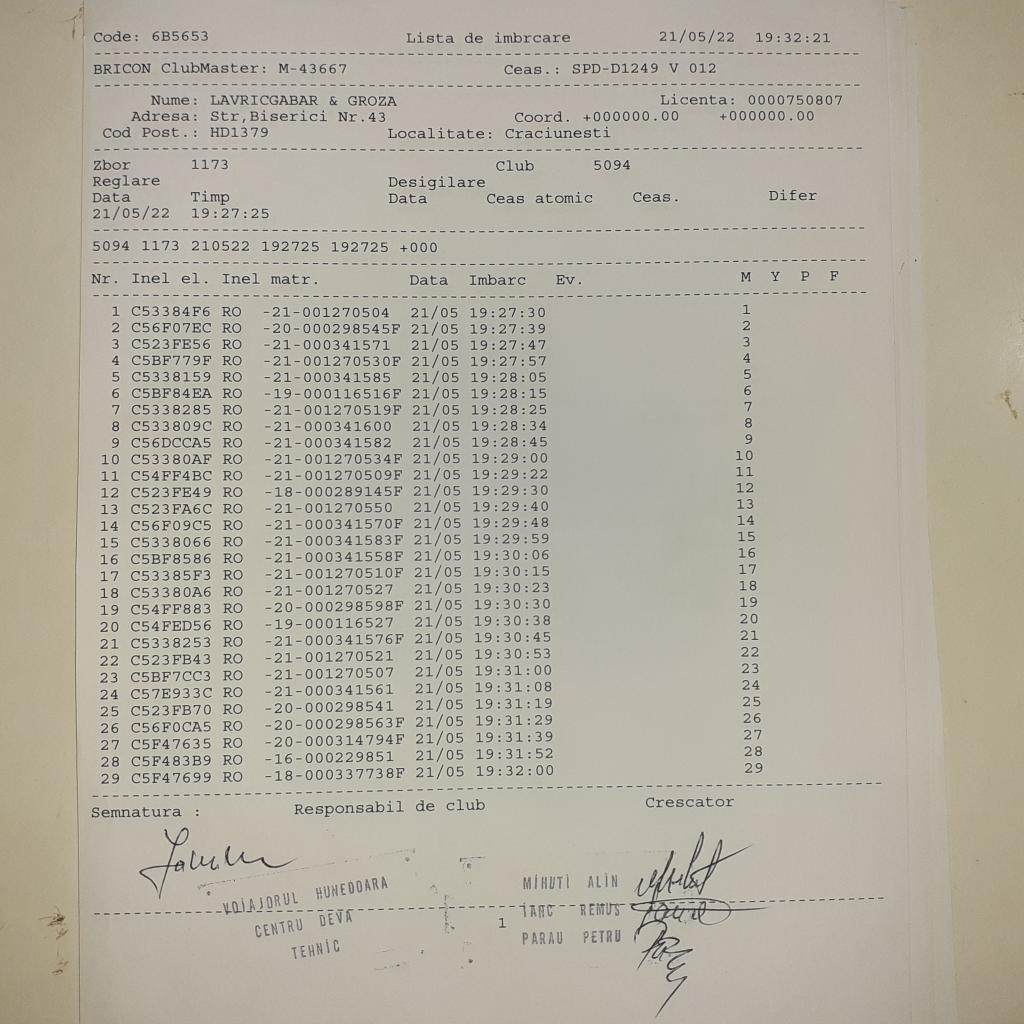 Code: 6B5653 Lista de imbrcare 21/05/22 19:32:21
BRICON ClubMaster: M-43667 Ceas.: SPD-D1249 V 012
Nume: LAVRICGABAR & GROZA Licenta: 0000750807
Adresa: Str,Biserici Nr.43 Coord. +000000.00 +000000.00
Cod Post.: HD1379 Localitate: Craciunesti
Zbor 1173 Club 5094
Reglare Desigilare
Data Timp Data Ceas atomic Ceas. Difer
21/05/22 19:27:25
5094 1173 210522 192725 192725 +000
Nr. Inel el. Inel matr. Data Imbarc Ev. M Y P F
1 C53384F6 RO -21-001270504 21/05 19:27:30 1
2 C56F07EC RO -20-000298545F 21/05 19:27:39 2
3 C523FE56 RO -21-000341571 21/05 19:27:47 3
4 C5BF779F RO -21-001270530F 21/05 19:27:57 4
5 C5338159 RO -21-000341585 21/05 19:28:05 5
6 C5BF84EA RO -19-000116516F 21/05 19:28:15 6
7 C5338285 RO -21-001270519F 21/05 19:28:25 7
8 C533809C RO -21-000341600 21/05 19:28:34 8
9 C56DCCA5 RO -21-000341582 21/05 19:28:45 9
10 C53380AF RO -21-001270534F 21/05 19:29:00 10
11 C54FF4BC RO -21-001270509F 21/05 19:29:22 11
12 C523FE49 RO -18-000289145F 21/05 19:29:30 12
13 C523FA6C RO -21-001270550 21/05 19:29:40 13
14 C56F09C5 RO -21-000341570F 21/05 19:29:48 14
15 C5338066 RO -21-000341583F 21/05 19:29:59 15
16 C5BF8586 RO -21-000341558F 21/05 19:30:06 16
17 C53385F3 RO -21-001270510F 21/05 19:30:15 17
18 C53380A6 RO -21-001270527 21/05 19:30:23 18
19 C54FF883 RO -20-000298598F 21/05 19:30:30 19
20 C54FED56 RO -19-000116527 21/05 19:30:38 20
21 C5338253 RO -21-000341576F 21/05 19:30:45 21
22 C523FB43 RO -21-001270521 21/05 19:30:53 22
23 C5BF7CC3 RO -21-001270507 21/05 19:31:00 23
24 C57E933C RO -21-000341561 21/05 19:31:08 24
25 C523FB70 RO -20-000298541 21/05 19:31:19 25
26 C56F0CA5 RO -20-000298563F 21/05 19:31:29 26
27 C5F47635 RO -20-000314794F 21/05 19:31:39 27
28 C5F483B9 RO -16-000229851 21/05 19:31:52 28
29 C5F47699 RO -18-000337738F 21/05 19:32:00 29
Semnatura : Responsabil de club Crescator
VOIAJORUL HUNEDOARA
CENTRU DEVA
TEHNIC
MIHUTI ALIN
IANC REMUS
PARAU PETRU
1